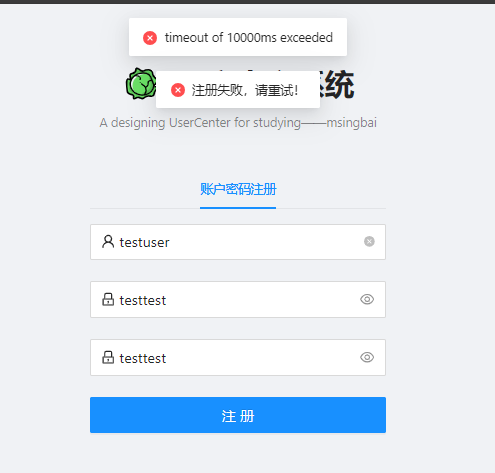 timeout of 10000ms exceeded
注册失败，请重试！
系统
A designing UserCenter for studying——msingbai
账户密码注册
testuser
testtest
testtest
注 册